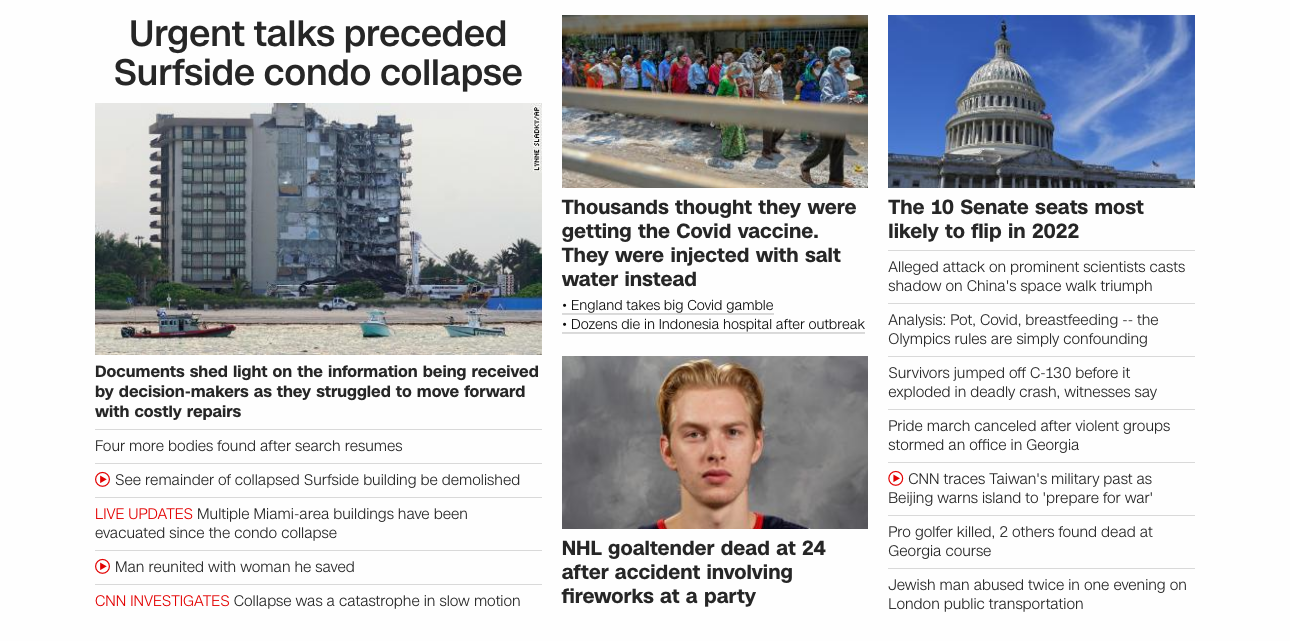 Urgent talks preceded
Surfside condo collapse
LYNNE SLADKY/AP
Documents shed light on the information being received
by decision-makers as they struggled to move forward
with costly repairs
Four more bodies found after search resumes
See remainder of collapsed Surfside building be demolished
LIVE UPDATES Multiple Miami-area buildings have been
evacuated since the condo collapse
Man reunited with woman he saved
CNN INVESTIGATES Collapse was a catastrophe in slow motion
Thousands thought they were
getting the Covid vaccine.
They were injected with salt
water instead
• England takes big Covid gamble
• Dozens die in Indonesia hospital after outbreak
NHL goaltender dead at 24
after accident involving
fireworks at a party
The 10 Senate seats most
likely to flip in 2022
Alleged attack on prominent scientists casts
shadow on China's space walk triumph
Analysis: Pot, Covid, breastfeeding -- the
Olympics rules are simply confounding
Survivors jumped off C-130 before it
exploded in deadly crash, witnesses say
Pride march canceled after violent groups
stormed an office in Georgia
CNN traces Taiwan's military past as
Beijing warns island to 'prepare for war'
Pro golfer killed, 2 others found dead at
Georgia course
Jewish man abused twice in one evening on
London public transportation